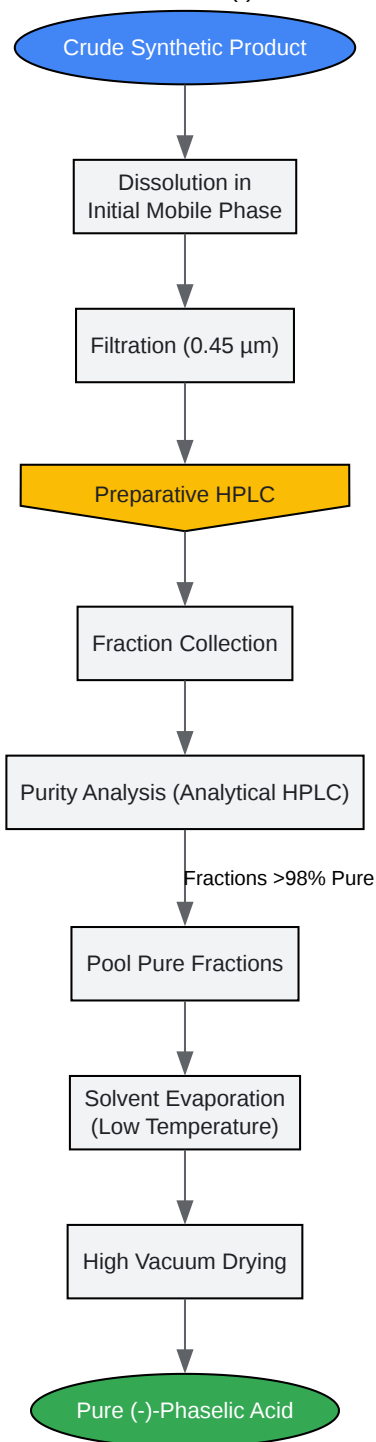 Crude Synthetic Product
Dissolution in
Initial Mobile Phase
Filtration (0.45 µm)
Preparative HPLC
Fraction Collection
Purity Analysis (Analytical HPLC)
Fractions >98% Pure
Pool Pure Fractions
Solvent Evaporation
(Low Temperature)
High Vacuum Drying
Pure (-)-Phaselic Acid